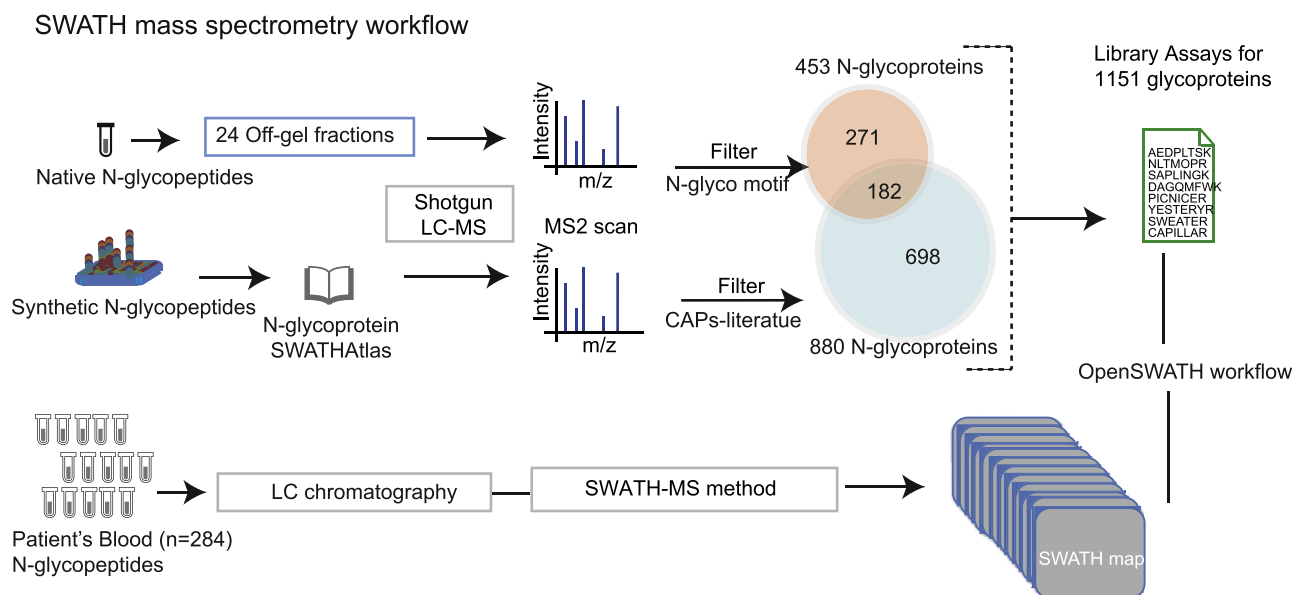 SWATH mass spectrometry workflow
Native N-glycopeptides
24 Off-gel fractions
Intensity
m/z
Filter
N-glyco motif
453 N-glycoproteins
271
182
698
880 N-glycoproteins
Library Assays for
1151 glycoproteins
AEDPLTSK
NLTMOPR
SAPLINGK
DAGQMFWK
PICNICER
YESTERYR
SWEATER
CAPILLAR
Shotgun
LC-MS
MS2 scan
Synthetic N-glycopeptides
N-glycoprotein
SWATHAtlas
Intensity
m/z
Filter
CAPs-literatue
OpenSWATH workflow
Patient's Blood (n=284)
N-glycopeptides
LC chromatography
SWATH-MS method
SWATH map